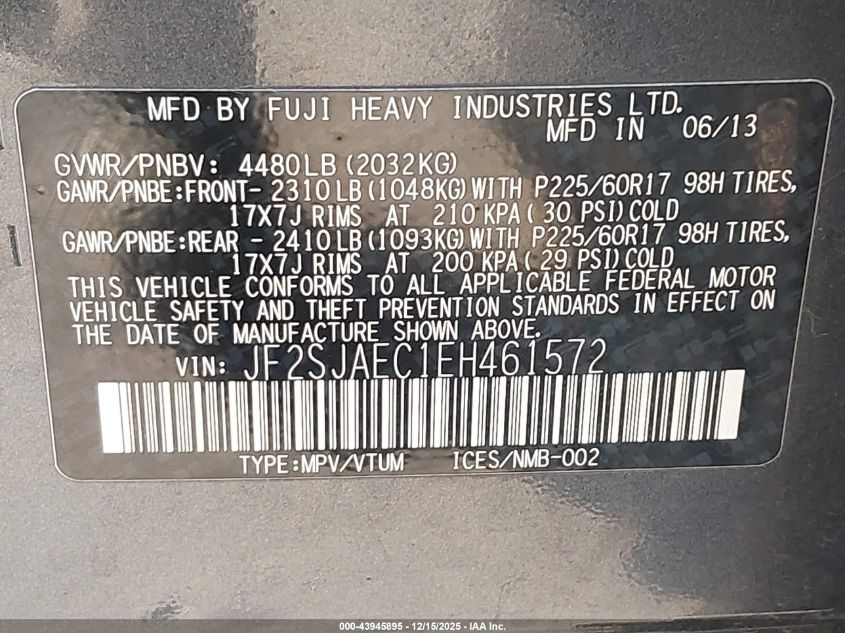 MFD BY FUJI HEAVY INDUSTRIES LTD.
MFD IN 06/13
GVWR/PNBV: 4480LB(2032KG)
GAWR/PNBE:FRONT- 2310LB(1048KG)WITH P225/60R17 98H TIRES,
17X7J RIMS AT 210 KPA(30 PSI)COLD
GAWR/PNBE:REAR - 2410LB(1093KG)WITH P225/60R17 98H TIRES,
17X7J RIMS AT 200 KPA(29 PSI)COLD
THIS VEHICLE CONFORMS TO ALL APPLICABLE FEDERAL MOTOR
VEHICLE SAFETY AND THEFT PREVENTION STANDARDS IN EFFECT ON
THE DATE OF MANUFACTURE SHOWN ABOVE.
VIN: JF2SJAEC1EH461572
TYPE:MPV/VTUM ICES/NMB-002
000-43945895 - 12/15/2025 - IAA Inc.